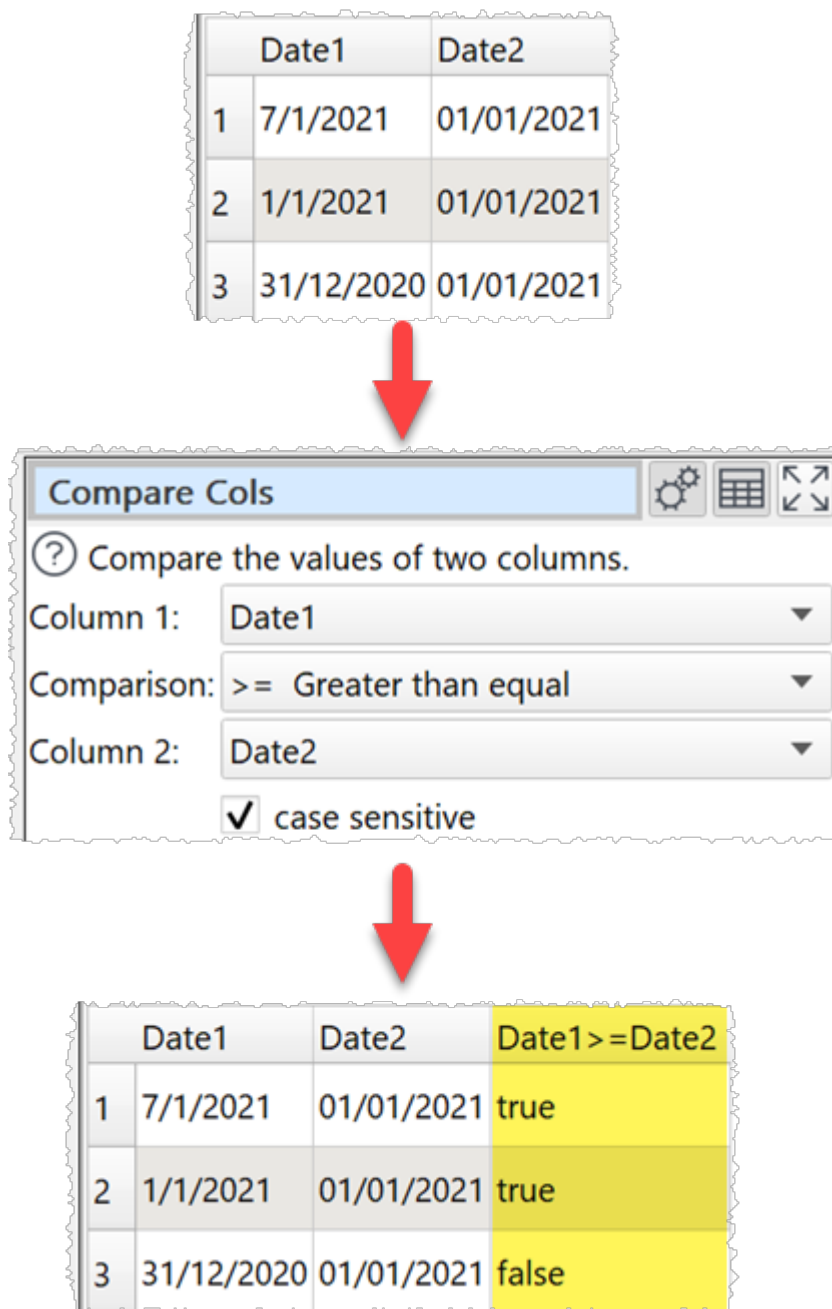 Date1 Date2
1 7/1/2021 01/01/2021
2 1/1/2021 01/01/2021
3 31/12/2020 01/01/2021
Compare Cols
? Compare the values of two columns.
Column 1: Date1
Comparison: >= Greater than equal
Column 2: Date2
case sensitive
Date1 Date2 Date1>=Date2
1 7/1/2021 01/01/2021 true
2 1/1/2021 01/01/2021 true
3 31/12/2020 01/01/2021 false